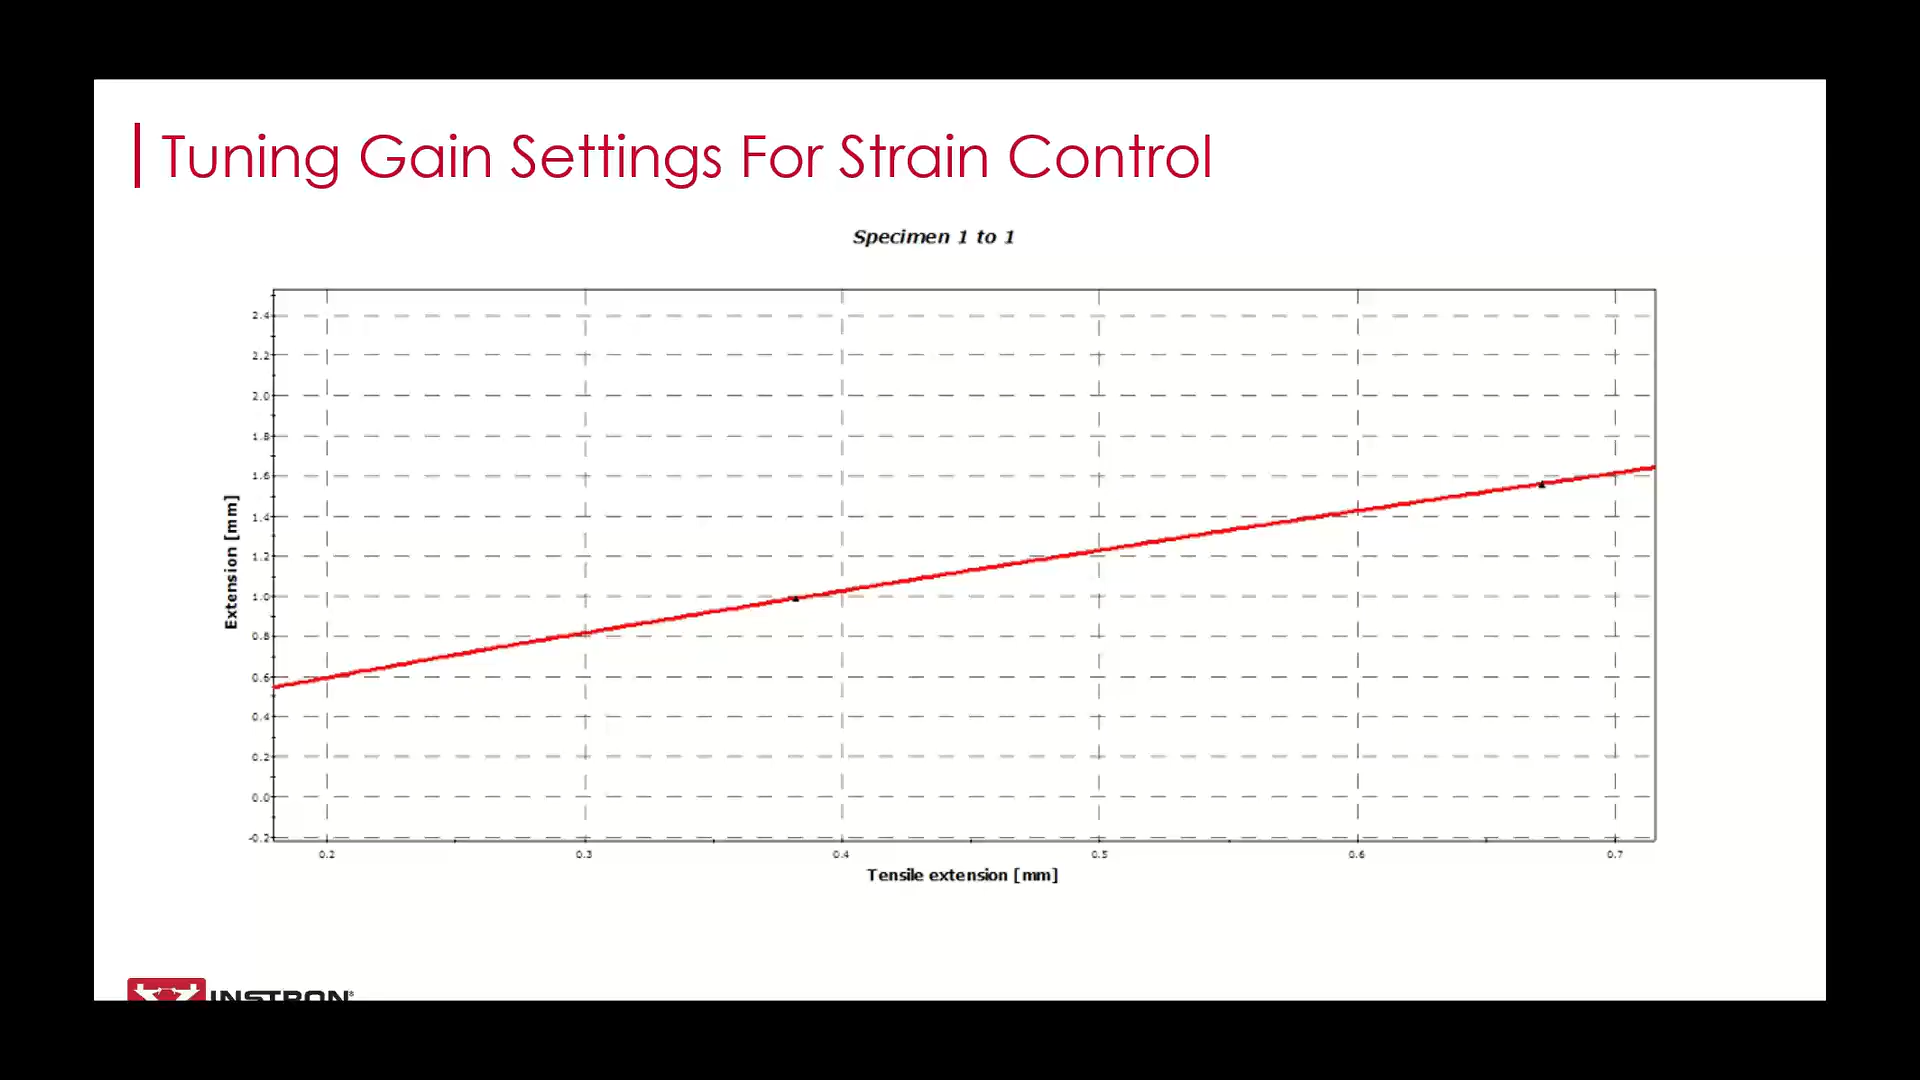 Tuning Gain Settings For Strain Control
Specimen 1 to 1
2.4
2.2
2.0
1.8
1.6
1.4
1.2
1.0
0.8
0.6
0.4
0.2
0.0
-0.2
Extension [mm]
0.2 0.3 0.4 0.5 0.6 0.7
Tensile extension [mm]
INSTRON®